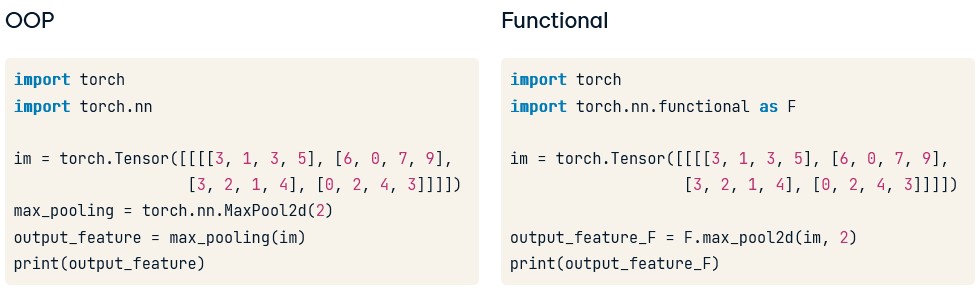 OOP
import torch
import torch.nn
im = torch.Tensor([[[[3, 1, 3, 5], [6, 0, 7, 9],
[3, 2, 1, 4], [0, 2, 4, 3]]]])
max_pooling = torch.nn.MaxPool2d(2)
output_feature = max_pooling(im)
print(output_feature)
Functional
import torch
import torch.nn.functional as F
im = torch.Tensor([[[[3, 1, 3, 5], [6, 0, 7, 9],
[3, 2, 1, 4], [0, 2, 4, 3]]]])
output_feature_F = F.max_pool2d(im, 2)
print(output_feature_F)